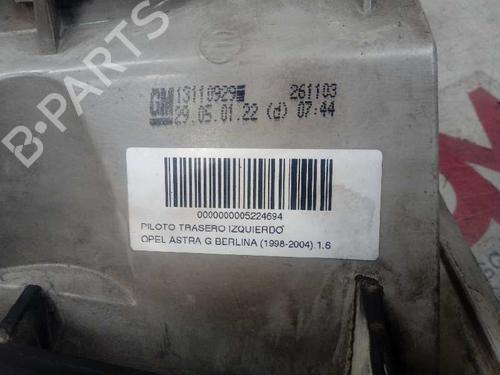 B-PARTS
GM 13110929 261103
29.05.01.22 (d) 07:44
0000000005224694
PILOTO TRASERO IZQUIERDO
OPEL ASTRA G BERLINA (1998-2004) 1.6